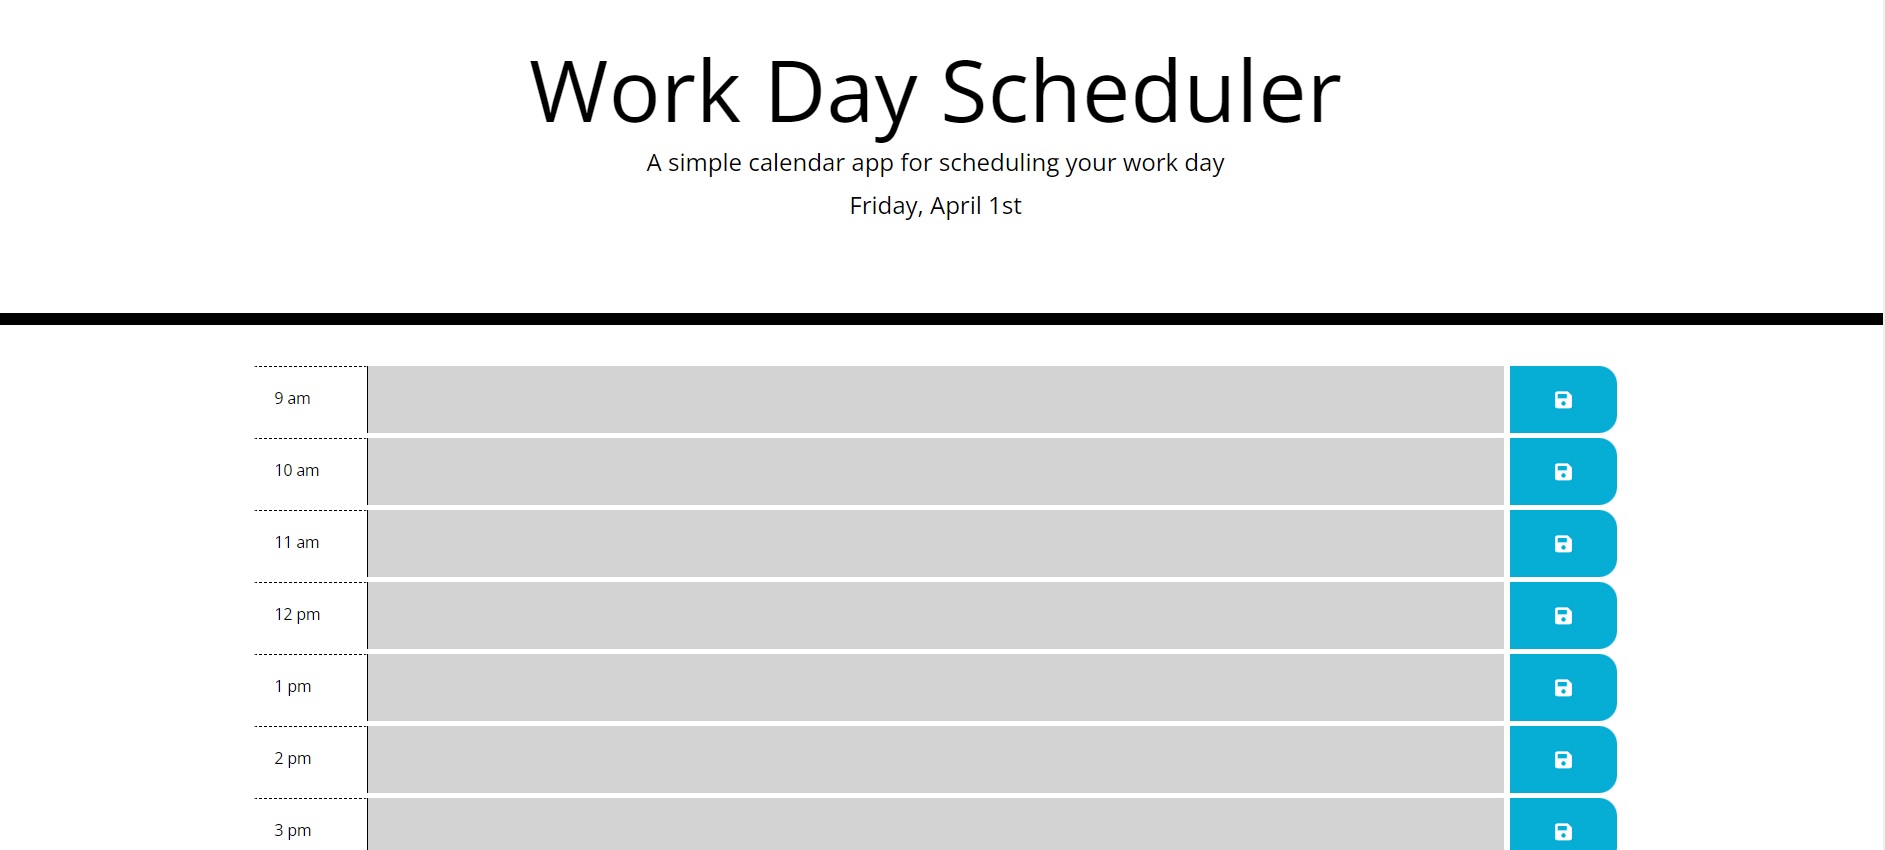 Work Day Scheduler
A simple calendar app for scheduling your work day
Friday, April 1st
9 am
10 am
11 am
12 pm
1 pm
2 pm
3 pm